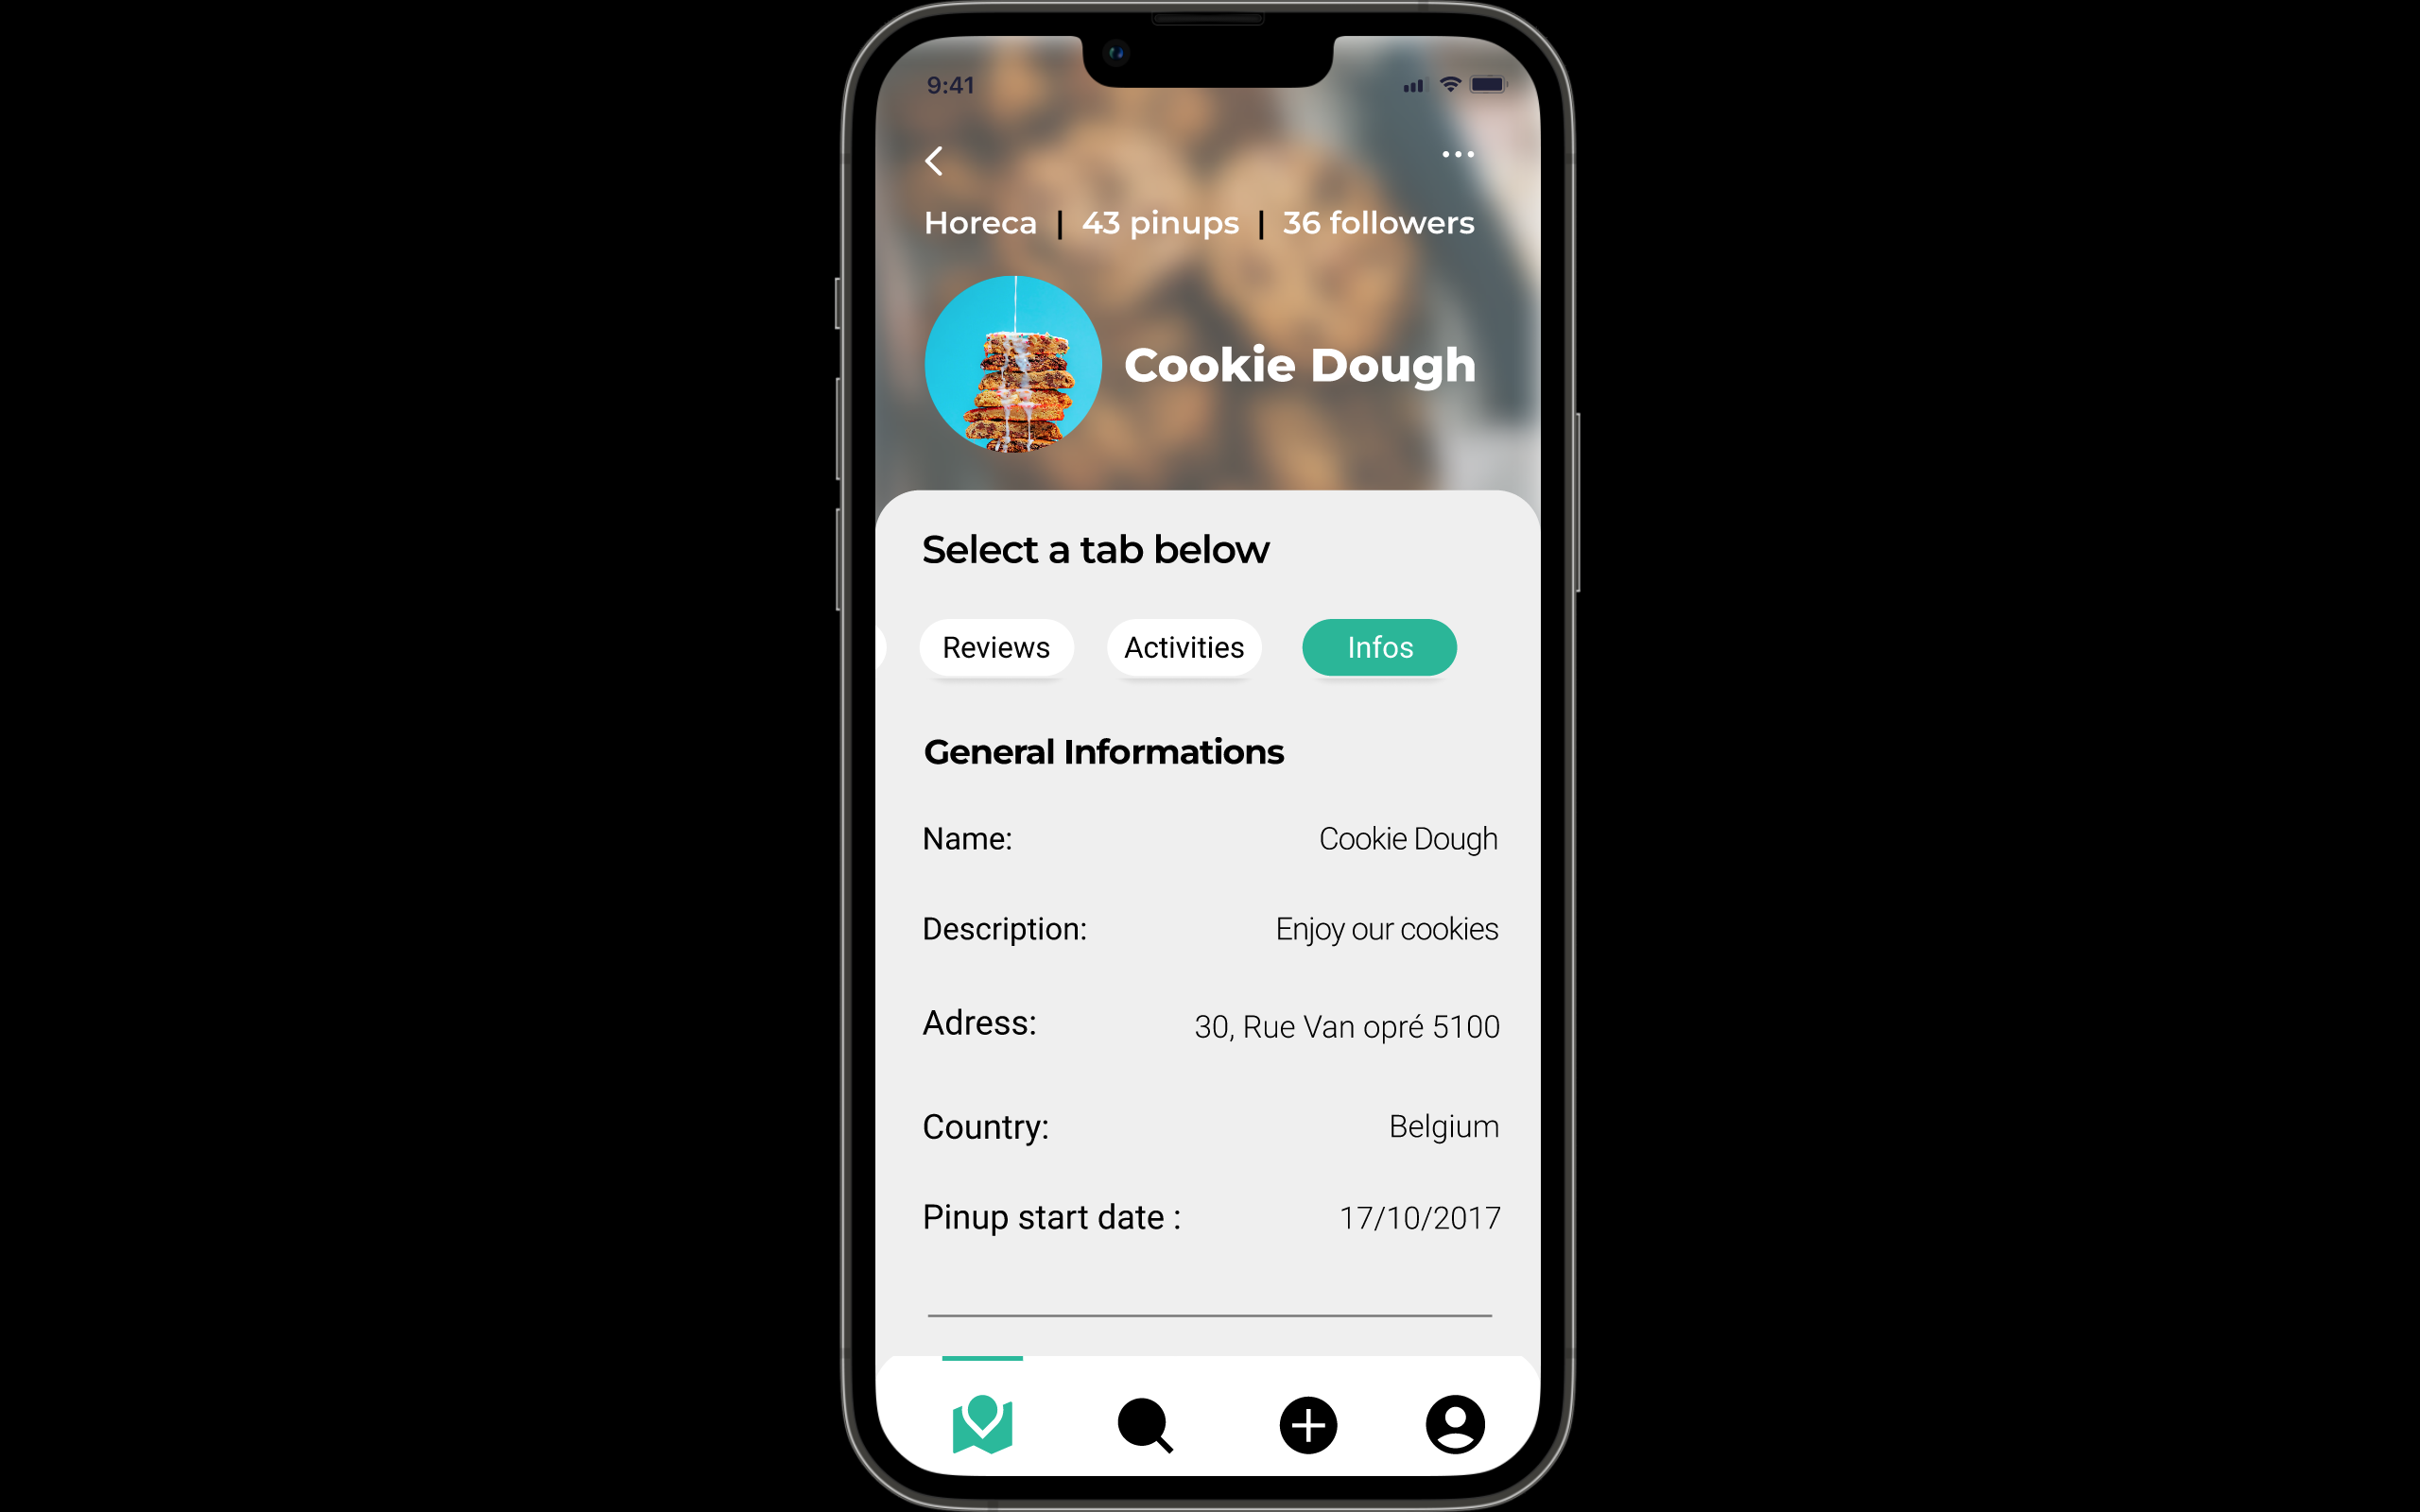 9:41
Horeca | 43 pinups | 36 followers
Cookie Dough
Select a tab below
Reviews Activities Infos
General Informations
Name: Cookie Dough
Description: Enjoy our cookies
Adress: 30, Rue Van opré 5100
Country: Belgium
Pinup start date : 17/10/2017